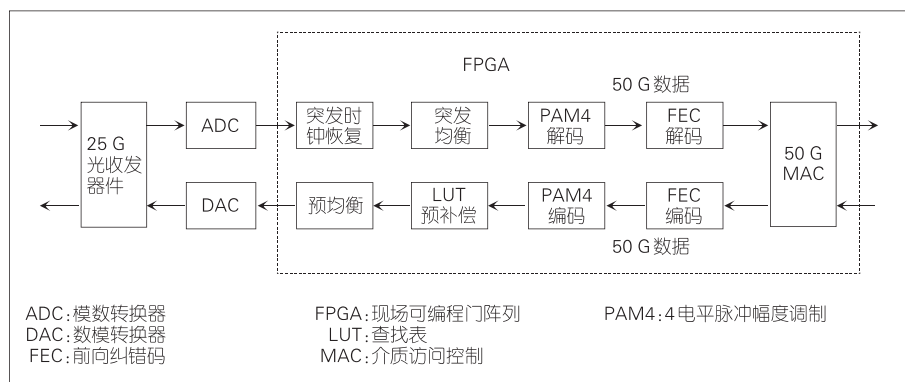 FPGA
50 G数据
25 G
光收发
器件
ADC
突发时
钟恢复
突发
均衡
PAM4
解码
FEC
解码
50 G
MAC
DAC
预均衡
LUT
预补偿
PAM4
编码
FEC
编码
50 G数据
ADC:模数转换器
DAC:数模转换器
FEC:前向纠错码
FPGA:现场可编程门阵列
LUT:查找表
MAC:介质访问控制
PAM4:4电平脉冲幅度调制